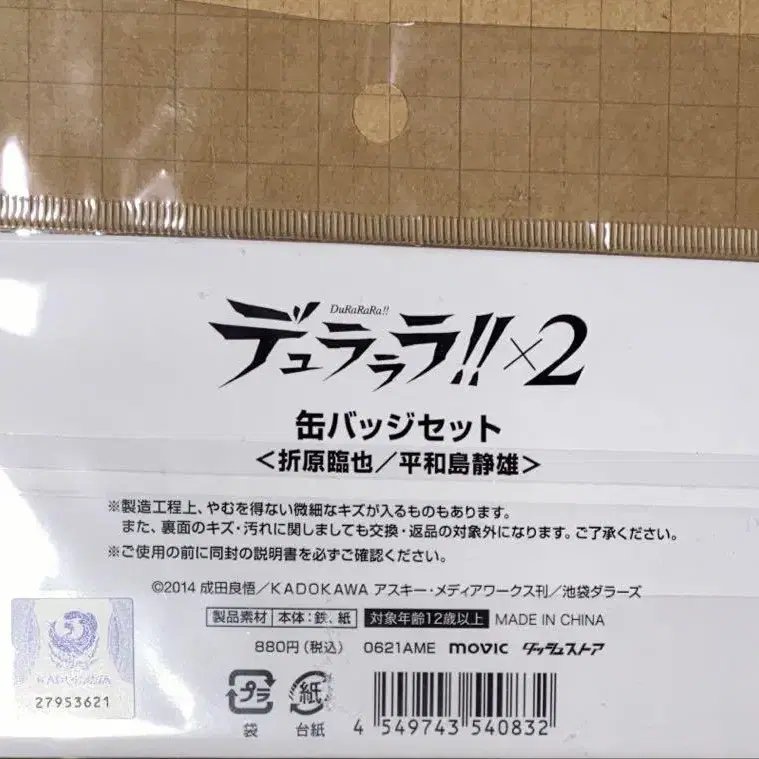 DuRaRaRa!!
デュラララ!!×2
缶バッジセット
<折原臨也/平和島静雄>
※製造工程上、やむを得ない微細なキズが入るものもあります。
また、裏面のキズ・汚れに関しましても交換・返品の対象外になります。ご了承ください。
※ご使用の前に同封の説明書を必ずご確認ください。
©2014 成田良悟/KADOKAWA アスキー・メディアワークス刊/池袋ダラーズ
製品素材 本体:鉄、紙 対象年齢12歳以上 MADE IN CHINA
880円(税込) 0621AME movic ダッシュストア
KADOKAWA
27953621
プラ 紙
袋 台紙
4 549743 540832